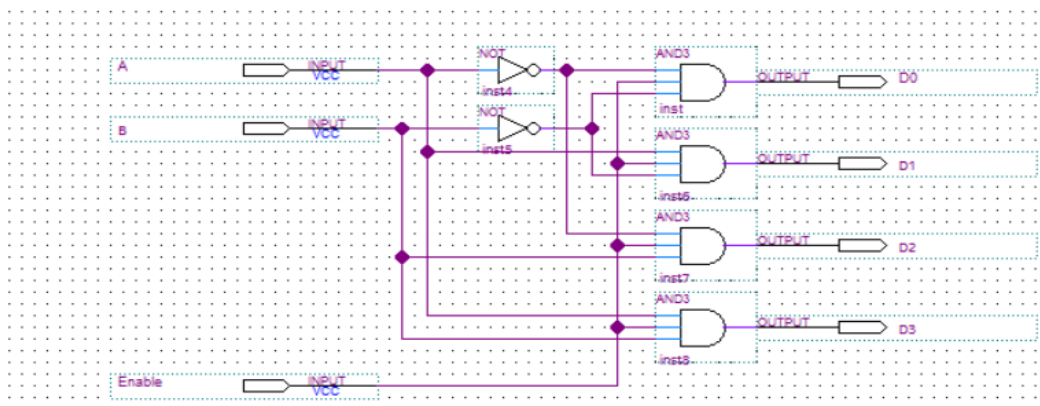 A
INPUT
VCC
NOT
inst4
AND3
inst
OUTPUT
D0
B
INPUT
VCC
NOT
inst5
AND3
inst6
OUTPUT
D1
AND3
inst7
OUTPUT
D2
AND3
inst8
OUTPUT
D3
Enable
INPUT
VCC